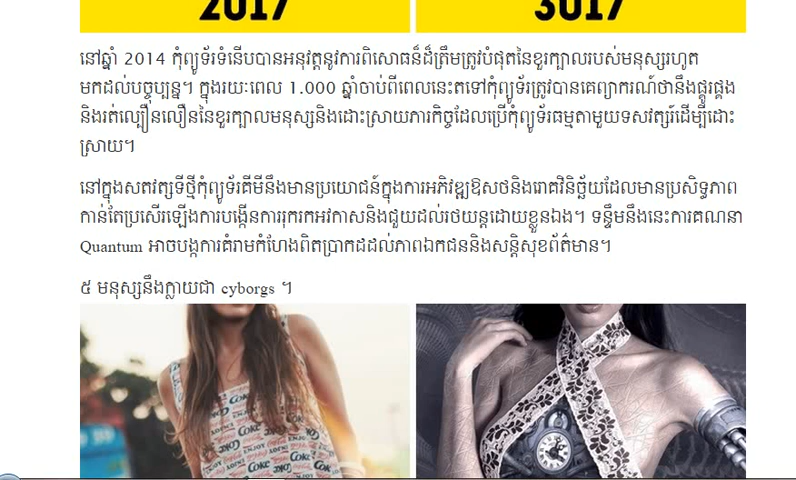 2017
3017
នៅឆ្នាំ 2014 កុំព្យូទ័រទំនើបបានអនុវត្តនូវការពិសោធន៏ដ៏ត្រឹមត្រូវបំផុតនៃខួរក្បាលរបស់មនុស្សរហូត
មកដល់បច្ចុប្បន្ន។ ក្នុងរយៈពេល 1.000 ឆ្នាំចាប់ពីពេលនេះតទៅកុំព្យូទ័រត្រូវបានគេព្យាករណ៍ថានឹងផ្គូរផ្គង
និងរត់ល្បឿនលឿននៃខួរក្បាលមនុស្សនិងដោះស្រាយភារកិច្ចដែលប្រើកុំព្យូទ័រធម្មតាមួយទសវត្សរ៍ដើម្បីដោះ
ស្រាយ។
នៅក្នុងសតវត្សទីថ្មីកុំព្យូទ័រគីមីនឹងមានប្រយោជន៍ក្នុងការអភិវឌ្ឍឱសថនិងរោគវិនិច្ឆ័យដែលមានប្រសិទ្ធភាព
កាន់តែប្រសើរឡើងការបង្កើនការរុករកអវកាសនិងជួយដល់រថយន្តដោយខ្លួនឯង។ ទន្ទឹមនឹងនេះការគណនា
Quantum អាចបង្កការគំរាមកំហែងពិតប្រាកដដល់ភាពឯកជននិងសន្តិសុខព័ត៌មាន។
៥ មនុស្សនឹងក្លាយជា cyborgs ។